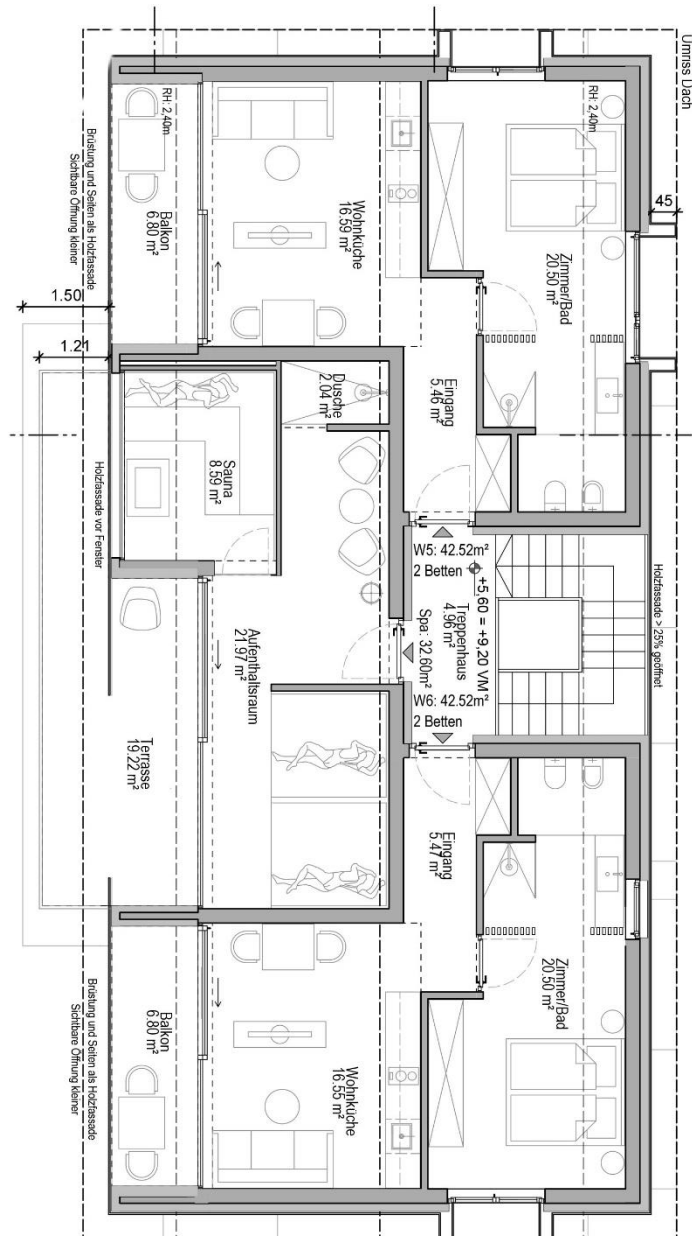 Umriss Dach
RH: 2,40m
RH: 2,40m
45
Brüstung und Seiten als Holzfassade
Sichtbare Öffnung kleiner
Balkon
6.80 m²
Wohnküche
16.59 m²
Zimmer/Bad
20.50 m²
1.50
1.21
Dusche
2.04 m²
Eingang
5.46 m²
Sauna
8.59 m²
Holzfassade vor Fenster
W5: 42.52m²
2 Betten
+5,60 = +9,20 VM
Treppenhaus
4.96 m²
Spa: 32.60m²
W6: 42.52m²
2 Betten
Holzfassade > 25% geöffnet
Aufenthaltsraum
21.97 m²
Terrasse
19.22 m²
Eingang
5.47 m²
Zimmer/Bad
20.50 m²
Wohnküche
16.55 m²
Balkon
6.80 m²
Brüstung und Seiten als Holzfassade
Sichtbare Öffnung kleiner